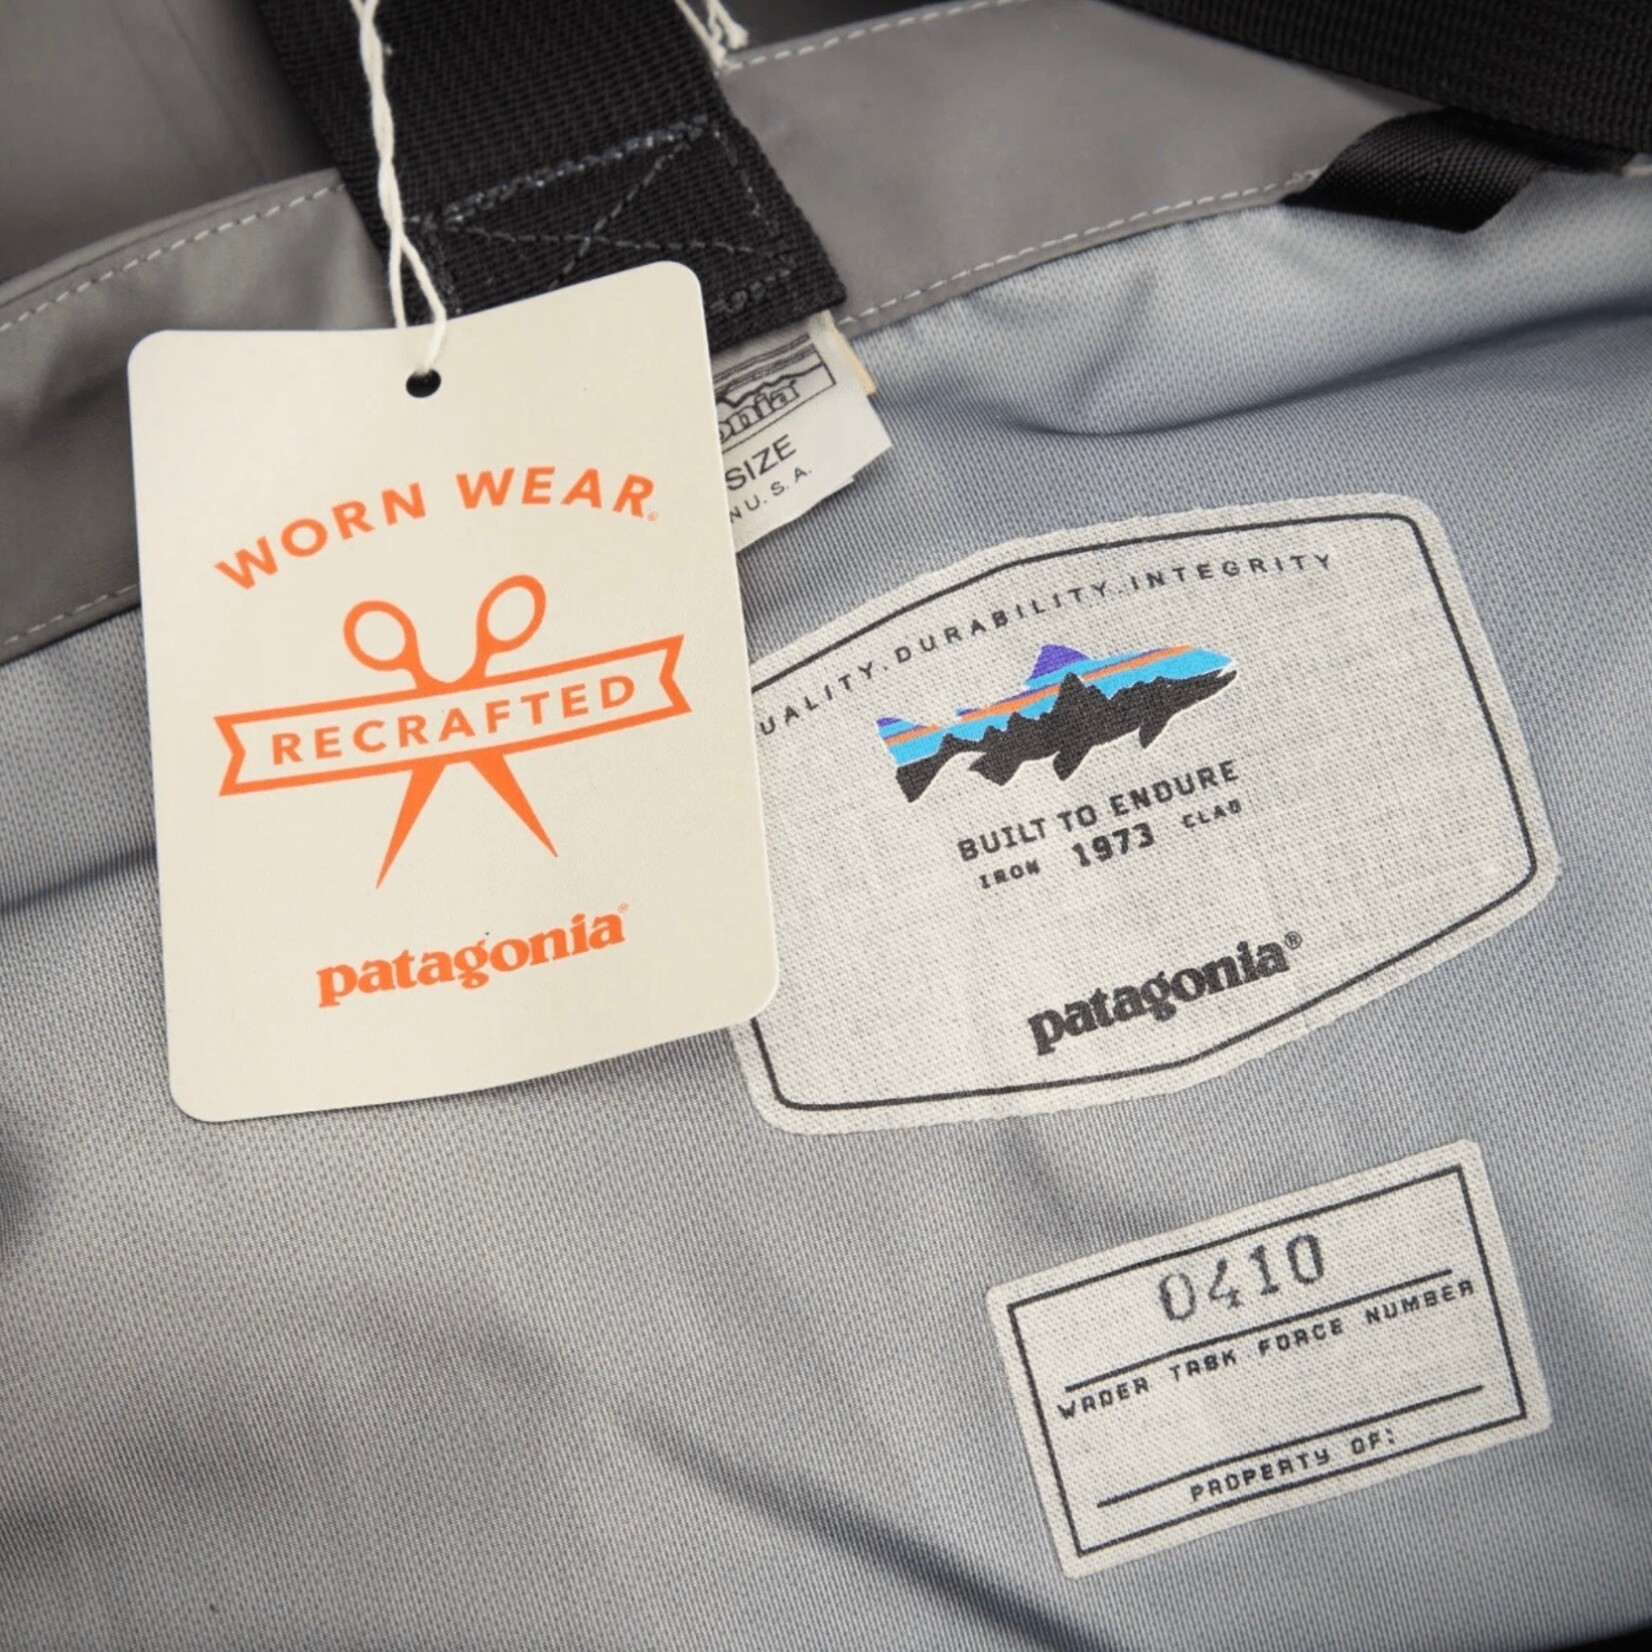 WORN WEAR®
RECRAFTED
patagonia®
SIZE
U.S.A.
QUALITY.DURABILITY.INTEGRITY
BUILT TO ENDURE
IRON 1973 CLAD
patagonia®
0410
WADER TASK FORCE NUMBER
PROPERTY OF: